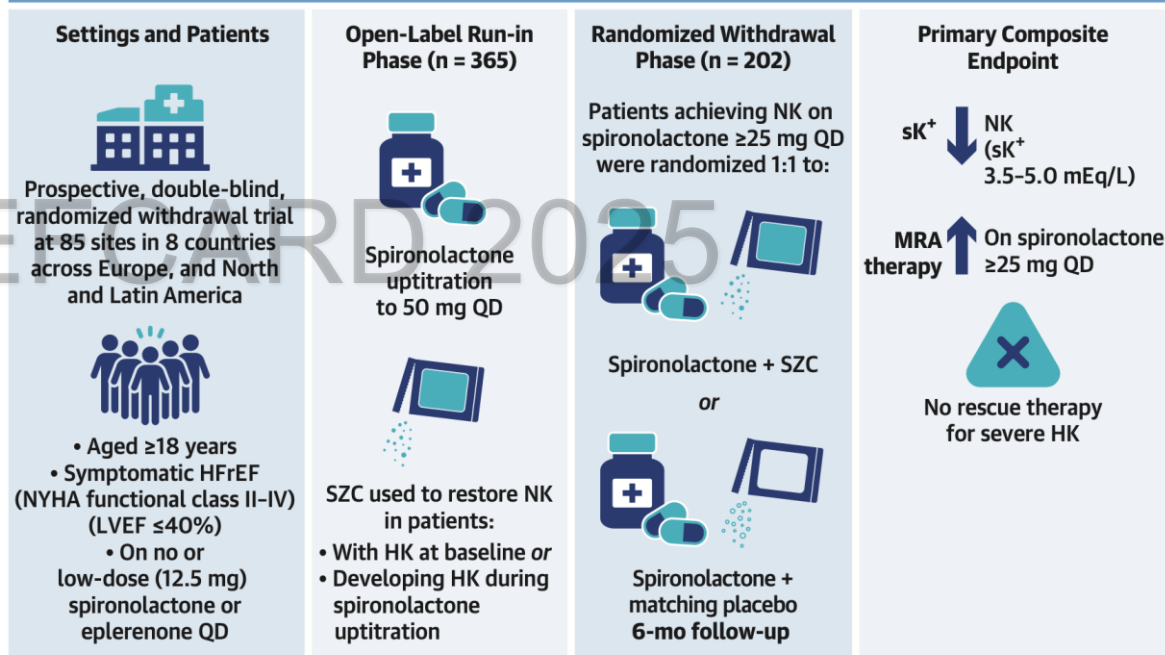 Settings and Patients
Prospective, double-blind,
randomized withdrawal trial
at 85 sites in 8 countries
across Europe, and North
and Latin America
• Aged ≥18 years
• Symptomatic HFrEF
(NYHA functional class II–IV)
(LVEF ≤40%)
• On no or
low-dose (12.5 mg)
spironolactone or
eplerenone QD
Open-Label Run-in
Phase (n = 365)
Spironolactone
uptitration
to 50 mg QD
SZC used to restore NK
in patients:
• With HK at baseline or
• Developing HK during
spironolactone
uptitration
Randomized Withdrawal
Phase (n = 202)
Patients achieving NK on
spironolactone ≥25 mg QD
were randomized 1:1 to:
Spironolactone + SZC
or
Spironolactone +
matching placebo
6-mo follow-up
Primary Composite
Endpoint
sK⁺
NK
(sK⁺
3.5–5.0 mEq/L)
MRA
therapy
On spironolactone
≥25 mg QD
No rescue therapy
for severe HK
EFCARD 2025